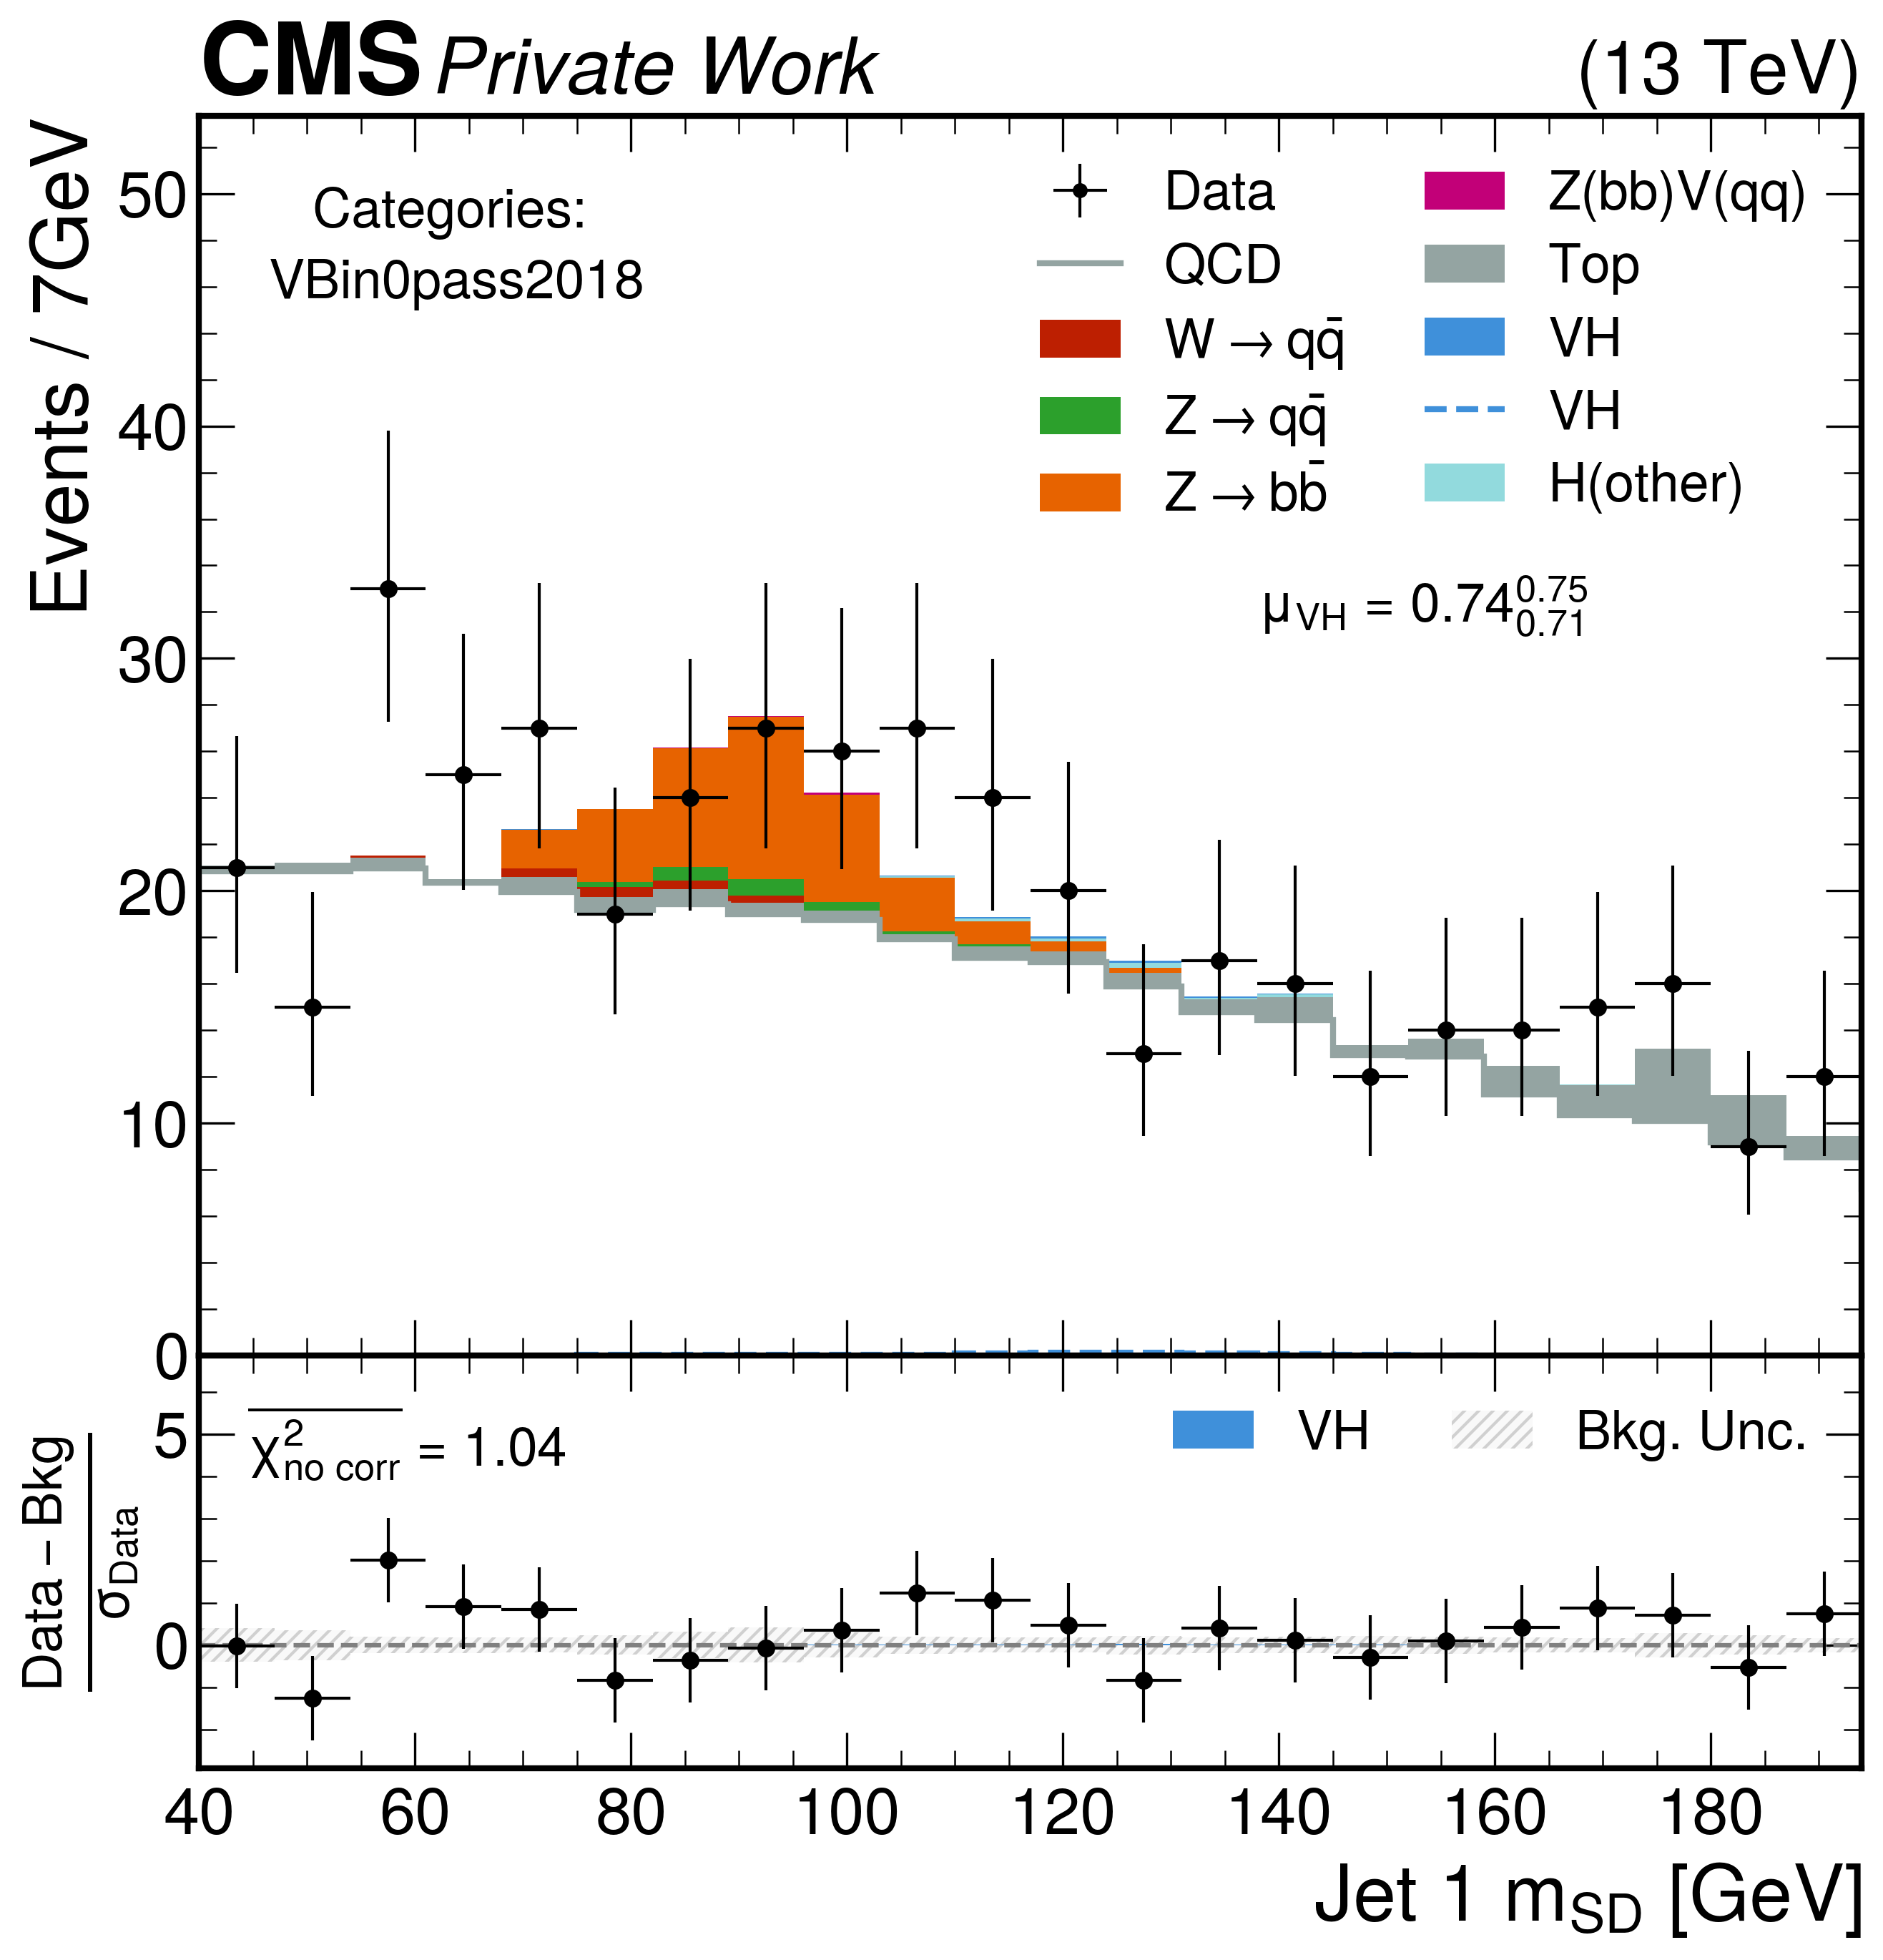 CMS Private Work (13 TeV)
Events / 7GeV
50
40
30
20
10
0
Categories:
VBin0pass2018
Data
QCD
W → qq̄
Z → qq̄
Z → bb̄
Z(bb)V(qq)
Top
VH
VH
H(other)
μ_VH = 0.74^{0.75}_{0.71}
Data − Bkg
σ_Data
5
0
χ̅²_{no corr} = 1.04
VH
Bkg. Unc.
40 60 80 100 120 140 160 180
Jet 1 m_SD [GeV]